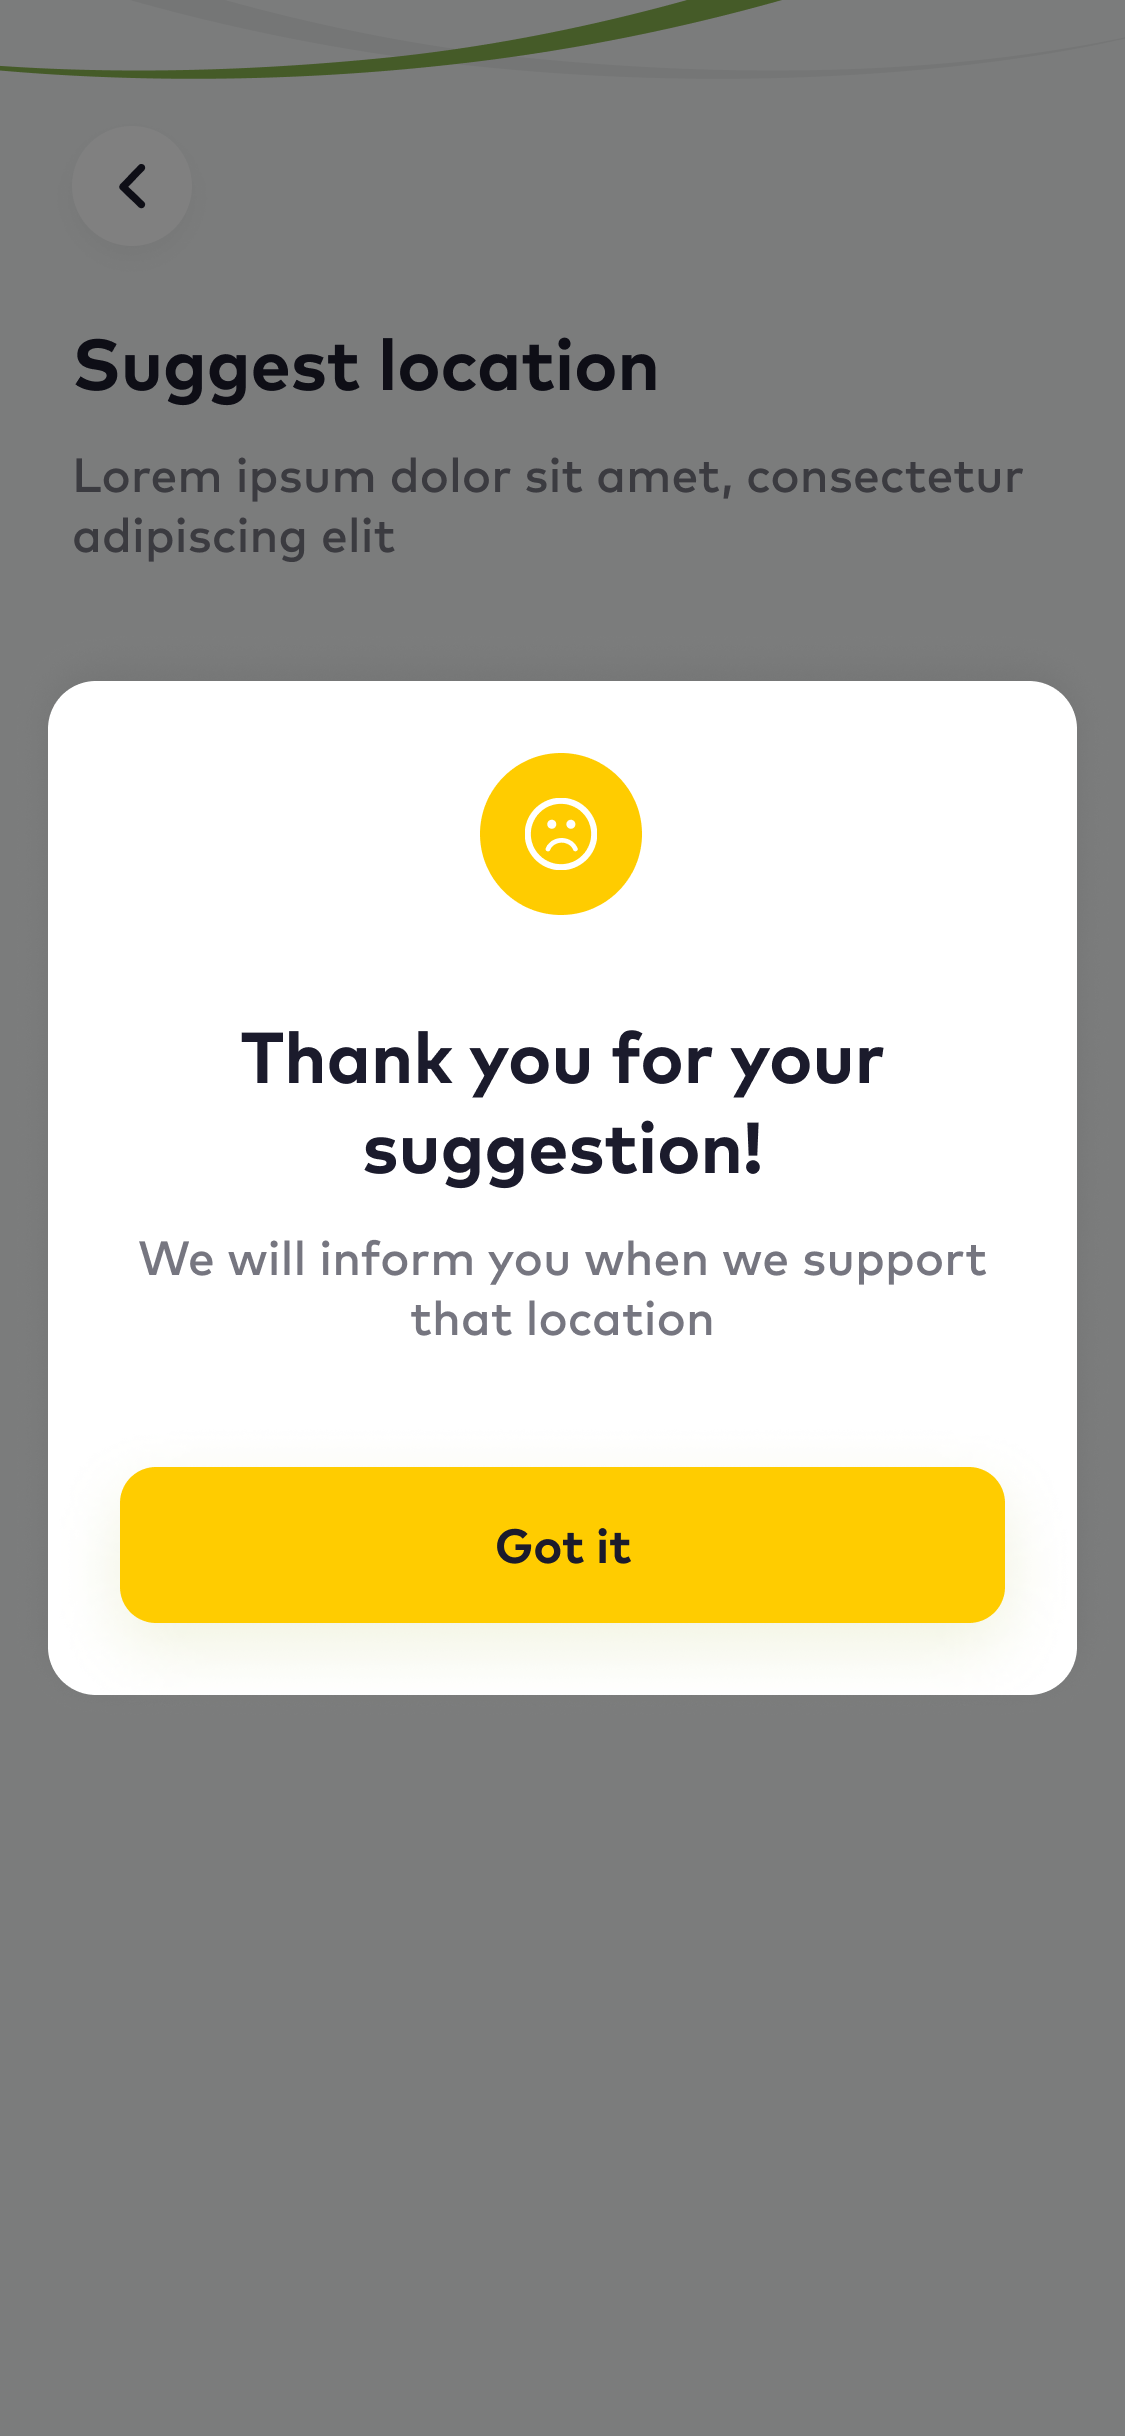 Suggest location
Lorem ipsum dolor sit amet, consectetur
adipiscing elit
Thank you for your
suggestion!
We will inform you when we support
that location
Got it